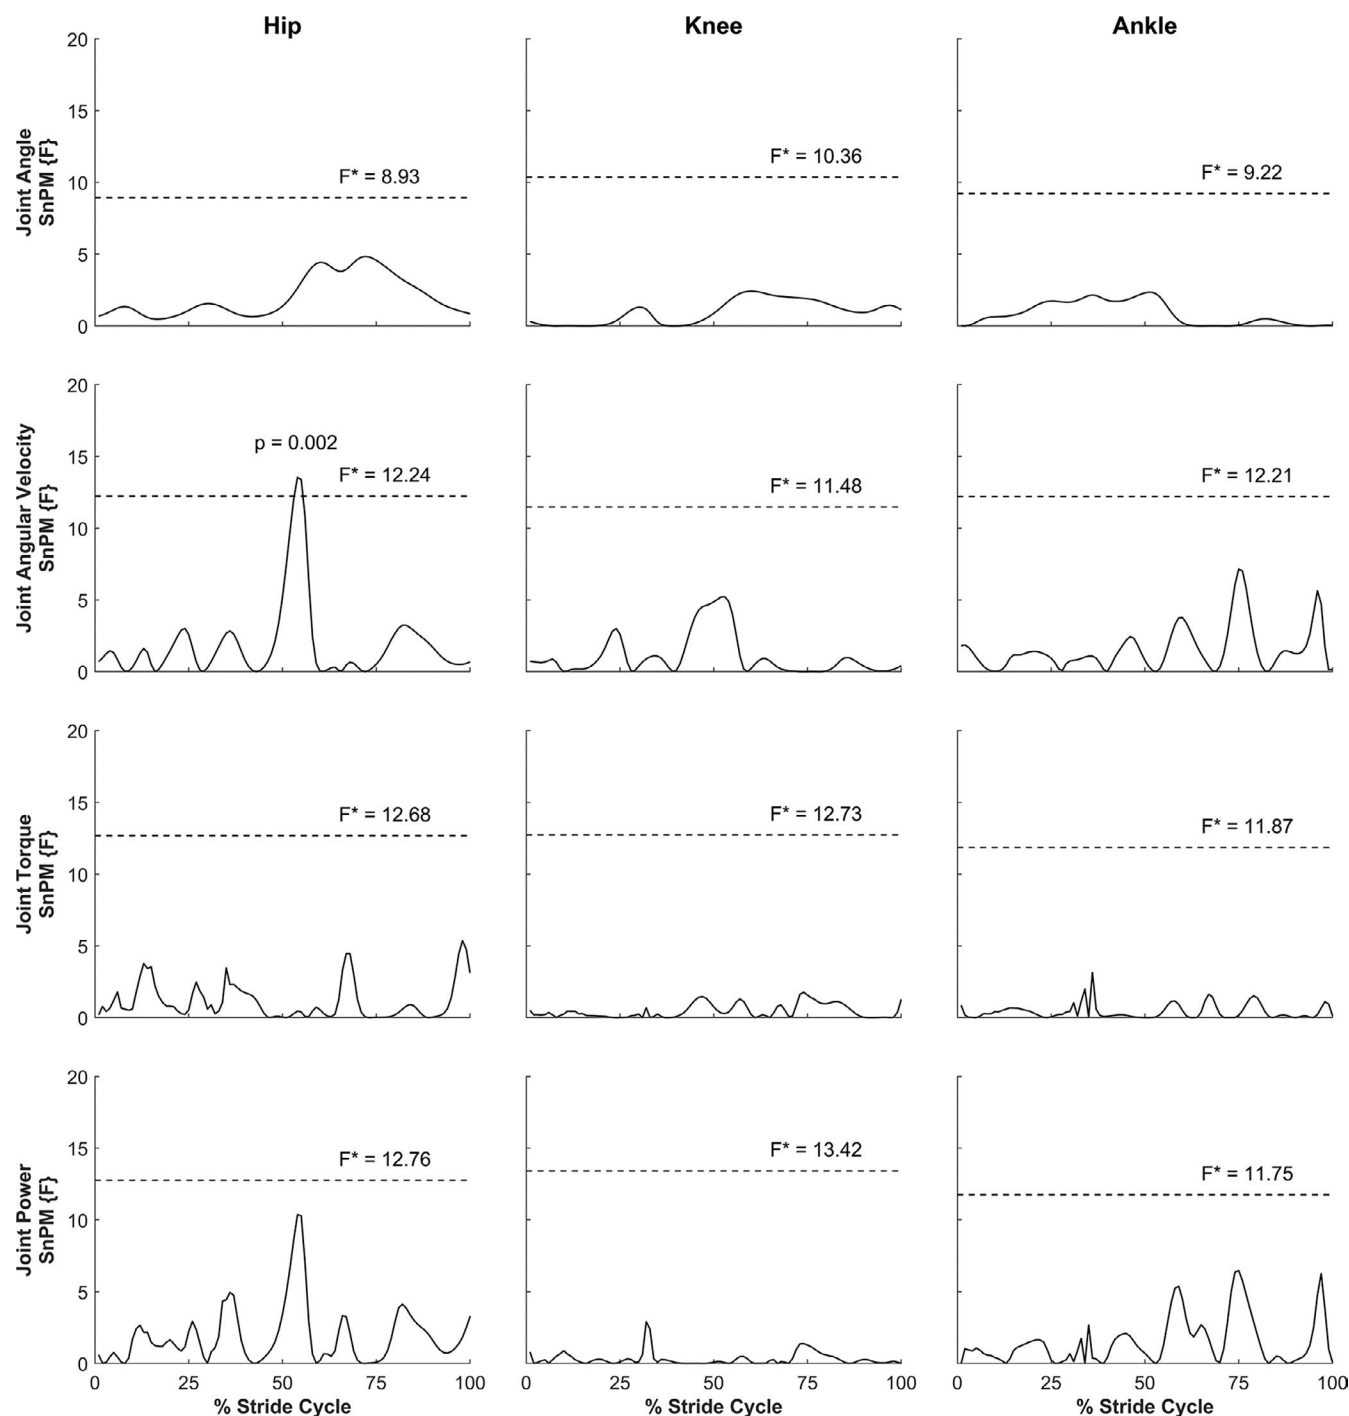 Hip Knee Ankle
Joint Angle
SnPM {F}
20
15
10
5
0
F* = 8.93
F* = 10.36
F* = 9.22
Joint Angular Velocity
SnPM {F}
20
15
10
5
0
p = 0.002
F* = 12.24
F* = 11.48
F* = 12.21
Joint Torque
SnPM {F}
20
15
10
5
0
F* = 12.68
F* = 12.73
F* = 11.87
Joint Power
SnPM {F}
20
15
10
5
0
F* = 12.76
F* = 13.42
F* = 11.75
0 25 50 75 100
0 25 50 75 100
0 25 50 75 100
% Stride Cycle
% Stride Cycle
% Stride Cycle